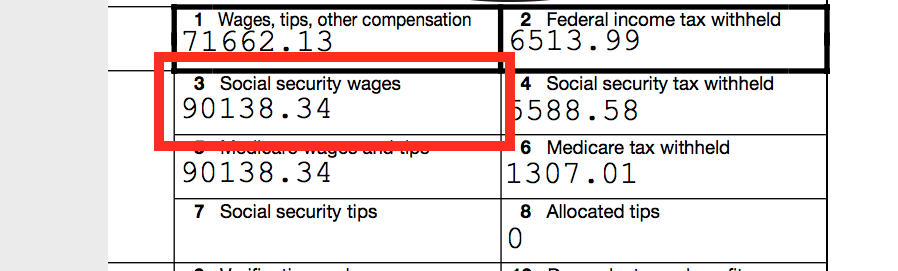 1 Wages, tips, other compensation
71662.13
2 Federal income tax withheld
6513.99
3 Social security wages
90138.34
4 Social security tax withheld
5588.58
5 Medicare wages and tips
90138.34
6 Medicare tax withheld
1307.01
7 Social security tips
8 Allocated tips
0